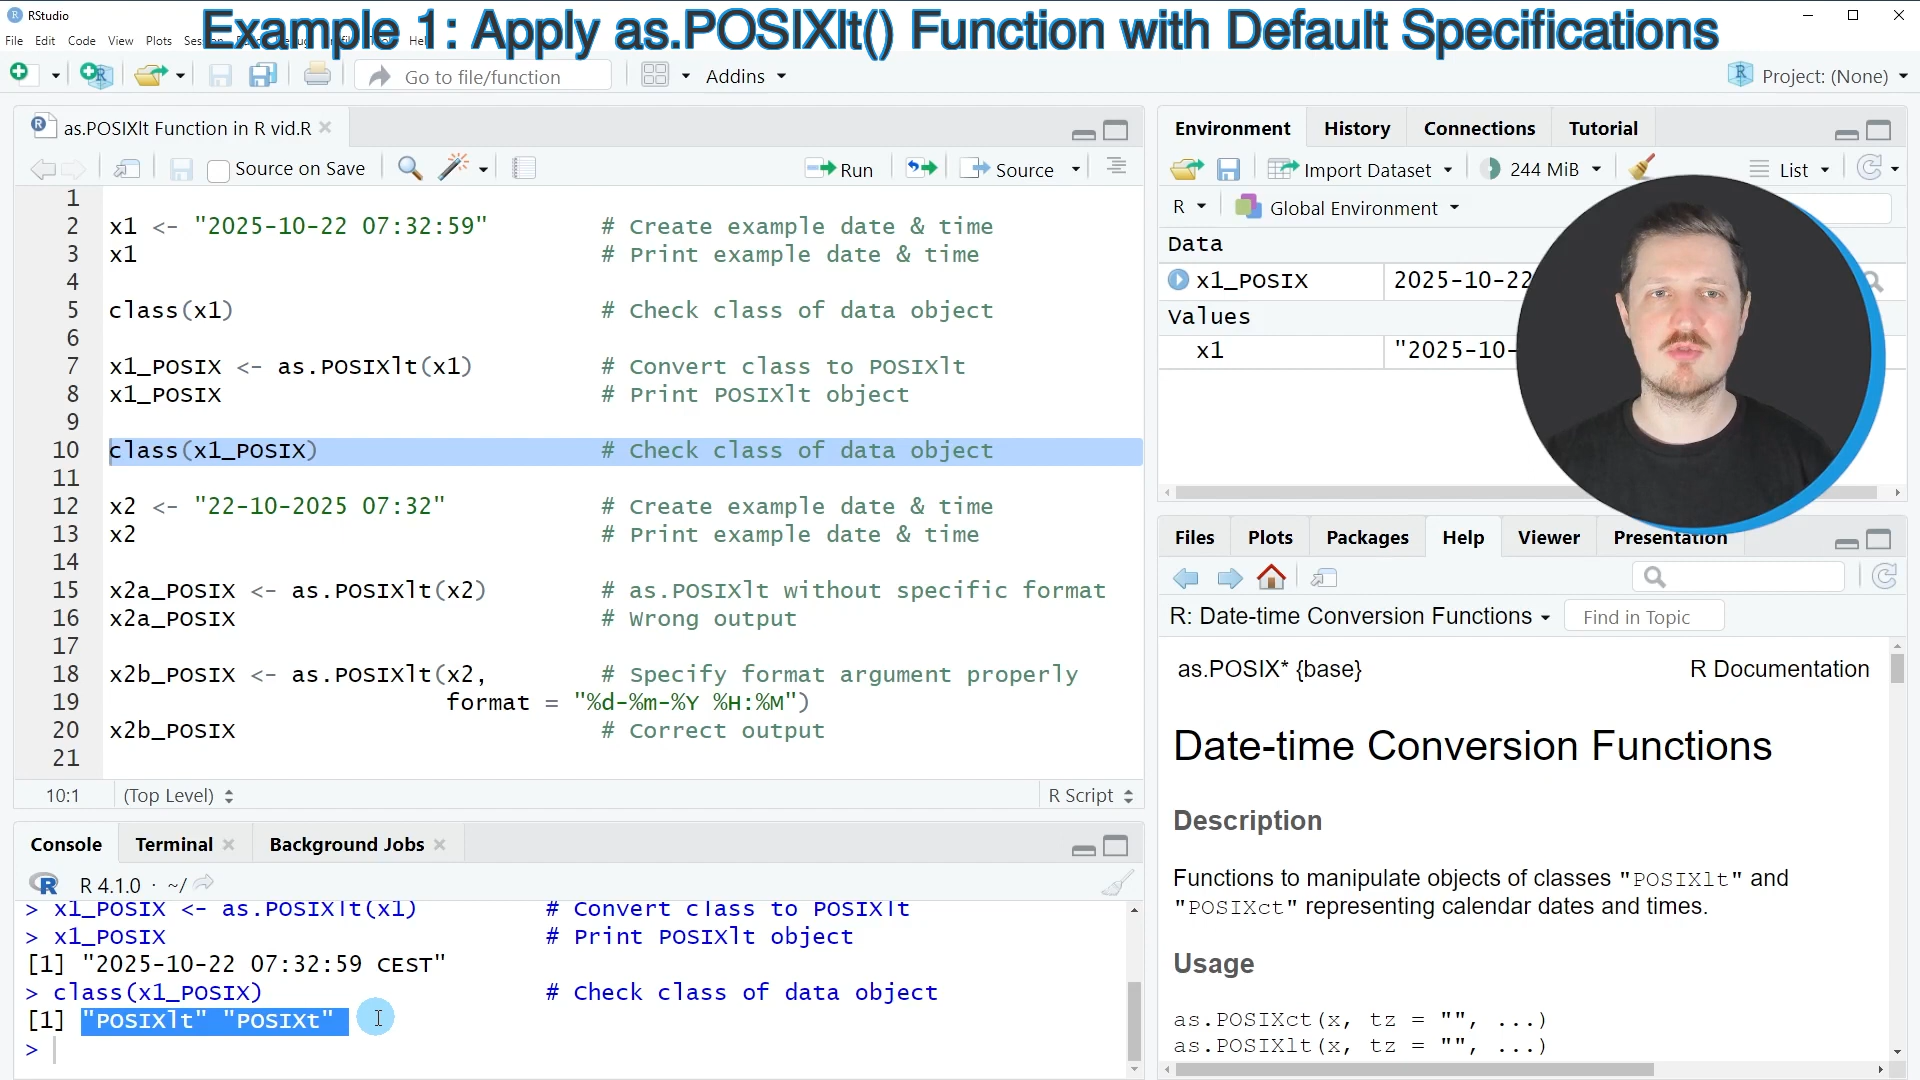 RStudio
Example 1: Apply as.POSIXlt() Function with Default Specifications
File Edit Code View Plots
Go to file/function
Addins
Project: (None)
as.POSIXlt Function in R vid.R
Source on Save
Run
Source
1
2 x1 <- "2025-10-22 07:32:59" # Create example date & time
3 x1 # Print example date & time
4
5 class(x1) # Check class of data object
6
7 x1_POSIX <- as.POSIXlt(x1) # Convert class to POSIXlt
8 x1_POSIX # Print POSIXlt object
9
10 class(x1_POSIX) # Check class of data object
11
12 x2 <- "22-10-2025 07:32" # Create example date & time
13 x2 # Print example date & time
14
15 x2a_POSIX <- as.POSIXlt(x2) # as.POSIXlt without specific format
16 x2a_POSIX # Wrong output
17
18 x2b_POSIX <- as.POSIXlt(x2, # Specify format argument properly
19 format = "%d-%m-%Y %H:%M")
20 x2b_POSIX # Correct output
21
10:1 (Top Level) R Script
Console Terminal Background Jobs
R 4.1.0 · ~/
> x1_POSIX <- as.POSIXlt(x1) # Convert class to POSIXlt
> x1_POSIX # Print POSIXlt object
[1] "2025-10-22 07:32:59 CEST"
> class(x1_POSIX) # Check class of data object
[1] "POSIXlt" "POSIXt"
>
Environment History Connections Tutorial
Import Dataset 244 MiB List
R Global Environment
Data
x1_POSIX 2025-10-22
Values
x1 "2025-10-
Files Plots Packages Help Viewer Presentation
R: Date-time Conversion Functions Find in Topic
as.POSIX* {base} R Documentation
Date-time Conversion Functions
Description
Functions to manipulate objects of classes "POSIXlt" and
"POSIXct" representing calendar dates and times.
Usage
as.POSIXct(x, tz = "", ...)
as.POSIXlt(x, tz = "", ...)